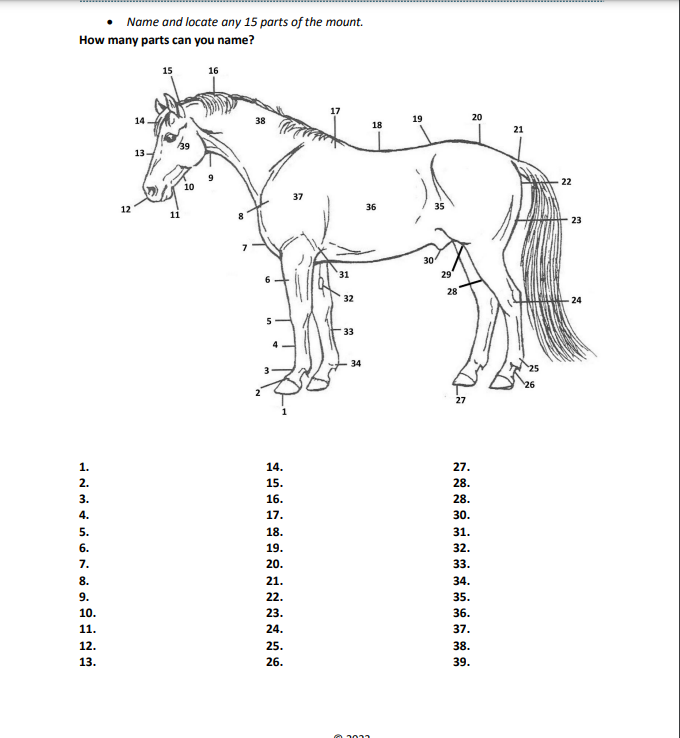 • Name and locate any 15 parts of the mount.
How many parts can you name?
15 16
14 38 17 18 19 20 21
13 39
9
10 22
12 11 37 36 35
8 23
7 30
6 31 29
32 28 24
5 33
4
3 34 25
2 26
1 27
1. 14. 27.
2. 15. 28.
3. 16. 28.
4. 17. 30.
5. 18. 31.
6. 19. 32.
7. 20. 33.
8. 21. 34.
9. 22. 35.
10. 23. 36.
11. 24. 37.
12. 25. 38.
13. 26. 39.